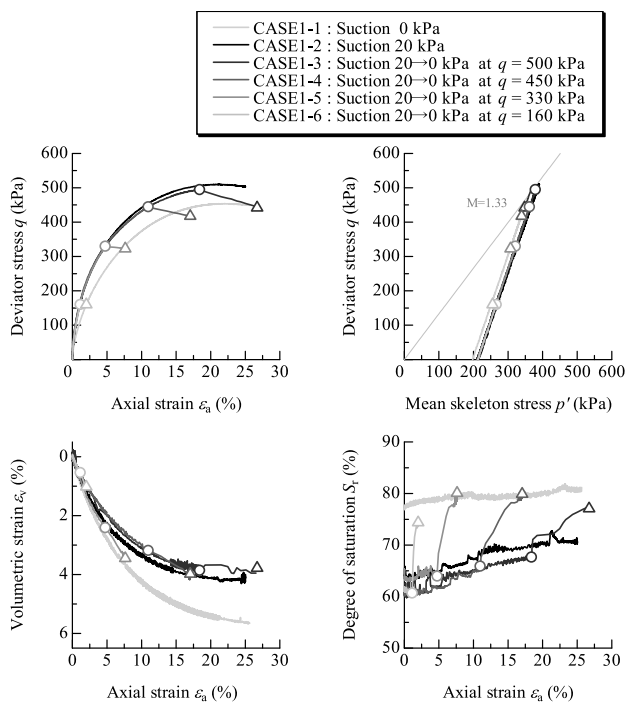 CASE1-1 : Suction 0 kPa
CASE1-2 : Suction 20 kPa
CASE1-3 : Suction 20→0 kPa at q = 500 kPa
CASE1-4 : Suction 20→0 kPa at q = 450 kPa
CASE1-5 : Suction 20→0 kPa at q = 330 kPa
CASE1-6 : Suction 20→0 kPa at q = 160 kPa
Deviator stress q (kPa)
600
500
400
300
200
100
0 5 10 15 20 25 30
Axial strain εa (%)
Deviator stress q (kPa)
600
500
400
300
200
100
M=1.33
0 100 200 300 400 500 600
Mean skeleton stress p' (kPa)
Volumetric strain εv (%)
0
2
4
6
0 5 10 15 20 25 30
Axial strain εa (%)
Degree of saturation Sr (%)
90
80
70
60
50
0 5 10 15 20 25 30
Axial strain εa (%)